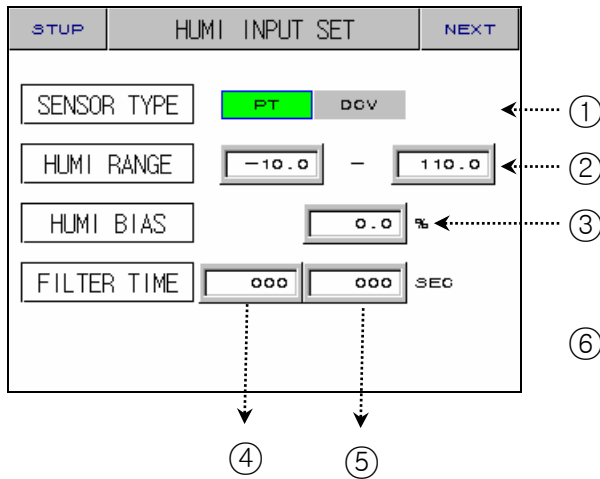 STUP HUMI INPUT SET NEXT
SENSOR TYPE PT DCV ①
HUMI RANGE -10.0 - 110.0 ②
HUMI BIAS 0.0 % ③
FILTER TIME 000 000 SEC
⑥
④ ⑤